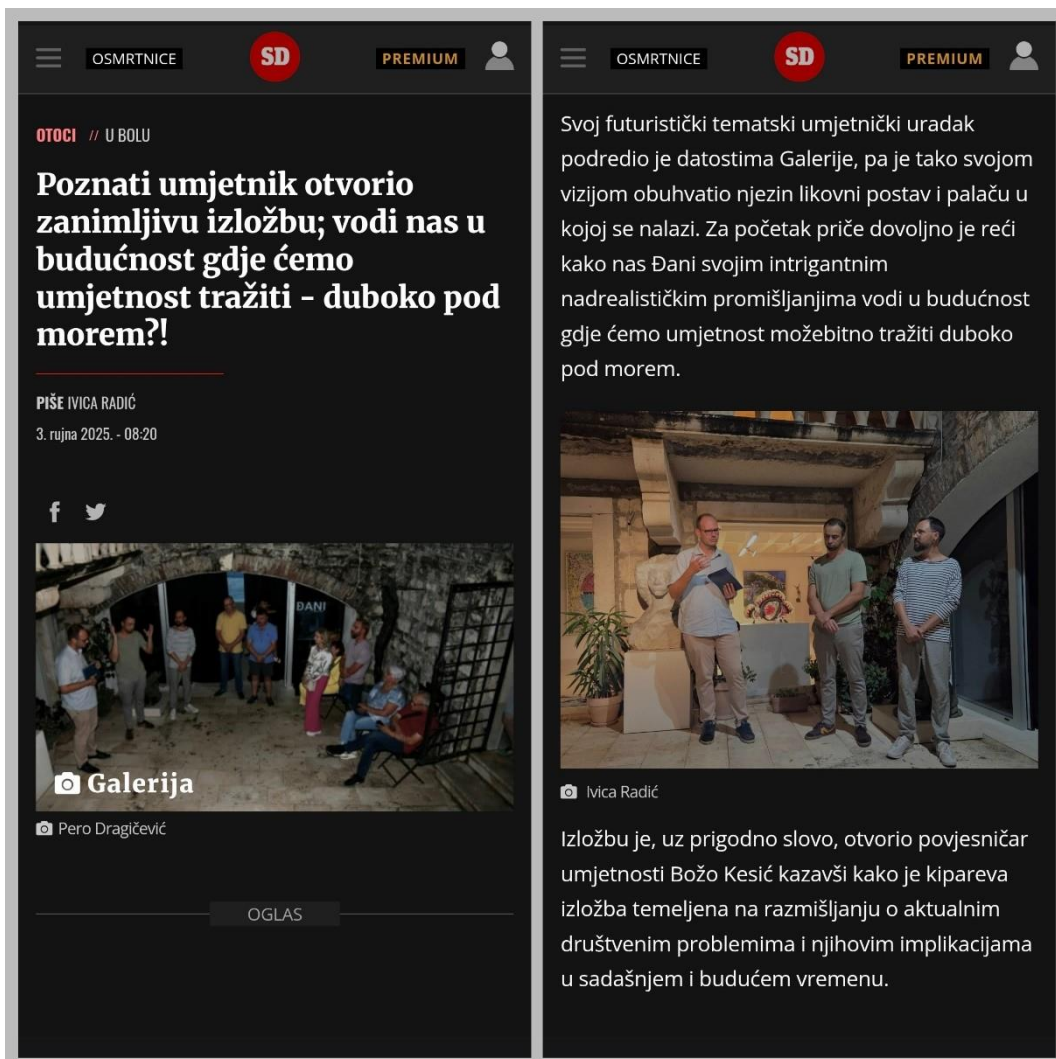 OSMRTNICE
SD
PREMIUM
OTOCI // U BOLU
Poznati umjetnik otvorio
zanimljivu izložbu; vodi nas u
budućnost gdje ćemo
umjetnost tražiti - duboko pod
morem?!
PIŠE IVICA RADIĆ
3. rujna 2025. - 08:20
f
ĐANI
Galerija
Pero Dragičević
OGLAS
OSMRTNICE
SD
PREMIUM
Svoj futuristički tematski umjetnički uradak
podredio je datostima Galerije, pa je tako svojom
vizijom obuhvatio njezin likovni postav i palaču u
kojoj se nalazi. Za početak priče dovoljno je reći
kako nas Đani svojim intrigantnim
nadrealističkim promišljanjima vodi u budućnost
gdje ćemo umjetnost možebitno tražiti duboko
pod morem.
Ivica Radić
Izložbu je, uz prigodno slovo, otvorio povjesničar
umjetnosti Božo Kesić kazavši kako je kipareva
izložba temeljena na razmišljanju o aktualnim
društvenim problemima i njihovim implikacijama
u sadašnjem i budućem vremenu.